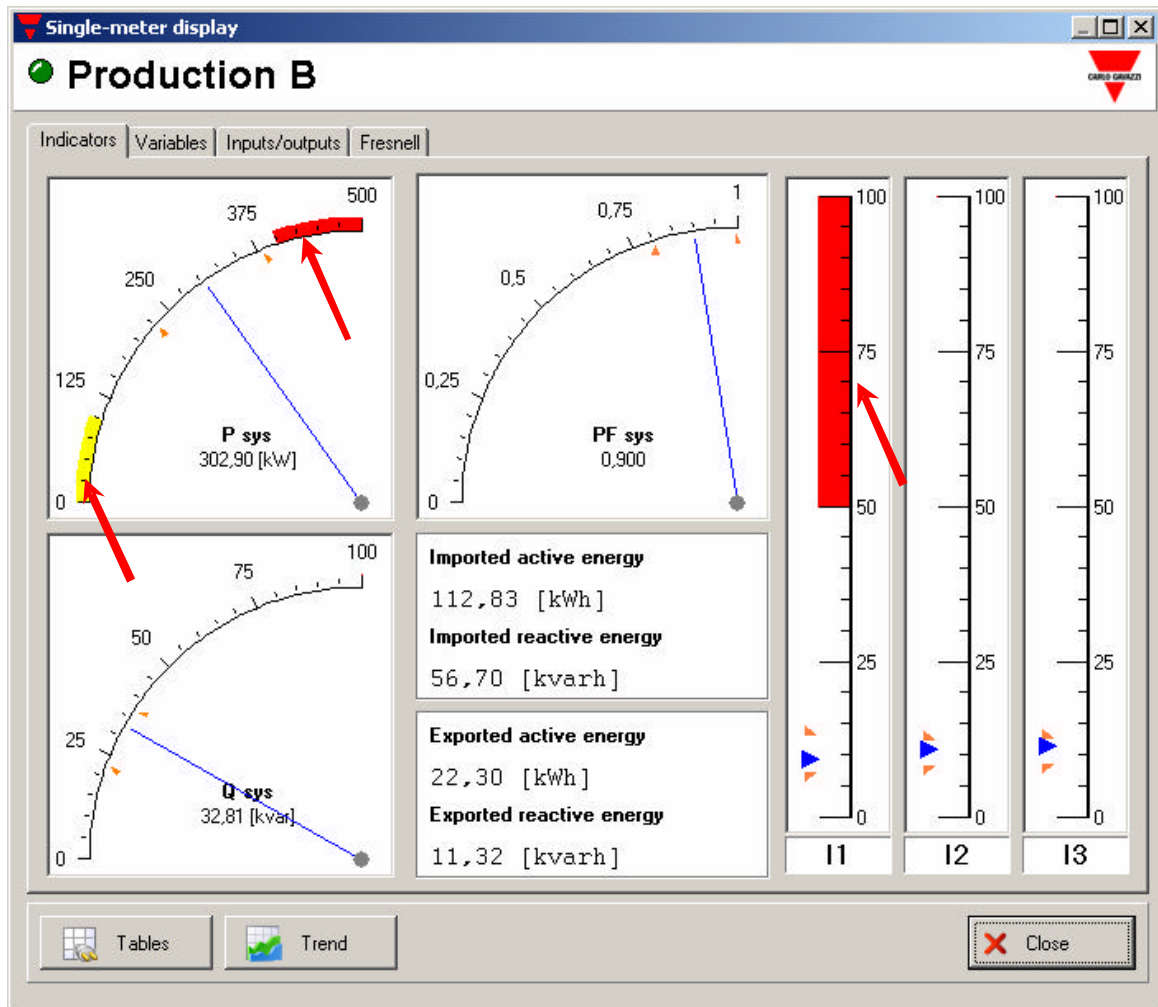 Single-meter display
Production B
CARLO GAVAZZI
Indicators
Variables
Inputs/outputs
Fresnell
500
375
250
125
0
P sys
302,90 [kW]
1
0,75
0,5
0,25
0
PF sys
0,900
100
75
50
25
0
I1
100
75
50
25
0
I2
100
75
50
25
0
I3
100
75
50
25
0
Q sys
32,81 [kvar]
Imported active energy
112,83 [kWh]
Imported reactive energy
56,70 [kvarh]
Exported active energy
22,30 [kWh]
Exported reactive energy
11,32 [kvarh]
Tables
Trend
Close